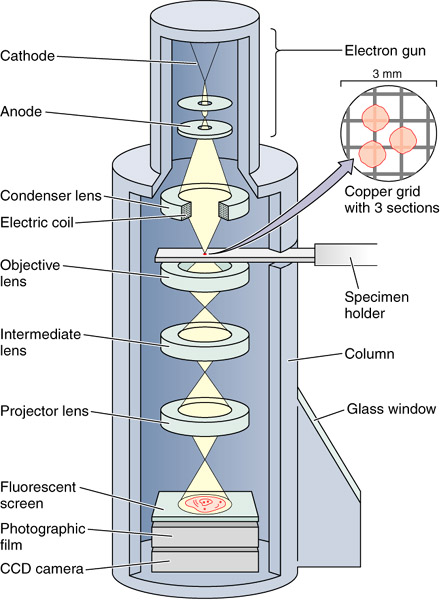 Cathode
Electron gun
3 mm
Anode
Copper grid
with 3 sections
Condenser lens
Electric coil
Objective
lens
Specimen
holder
Intermediate
lens
Column
Projector lens
Glass window
Fluorescent
screen
Photographic
film
CCD camera